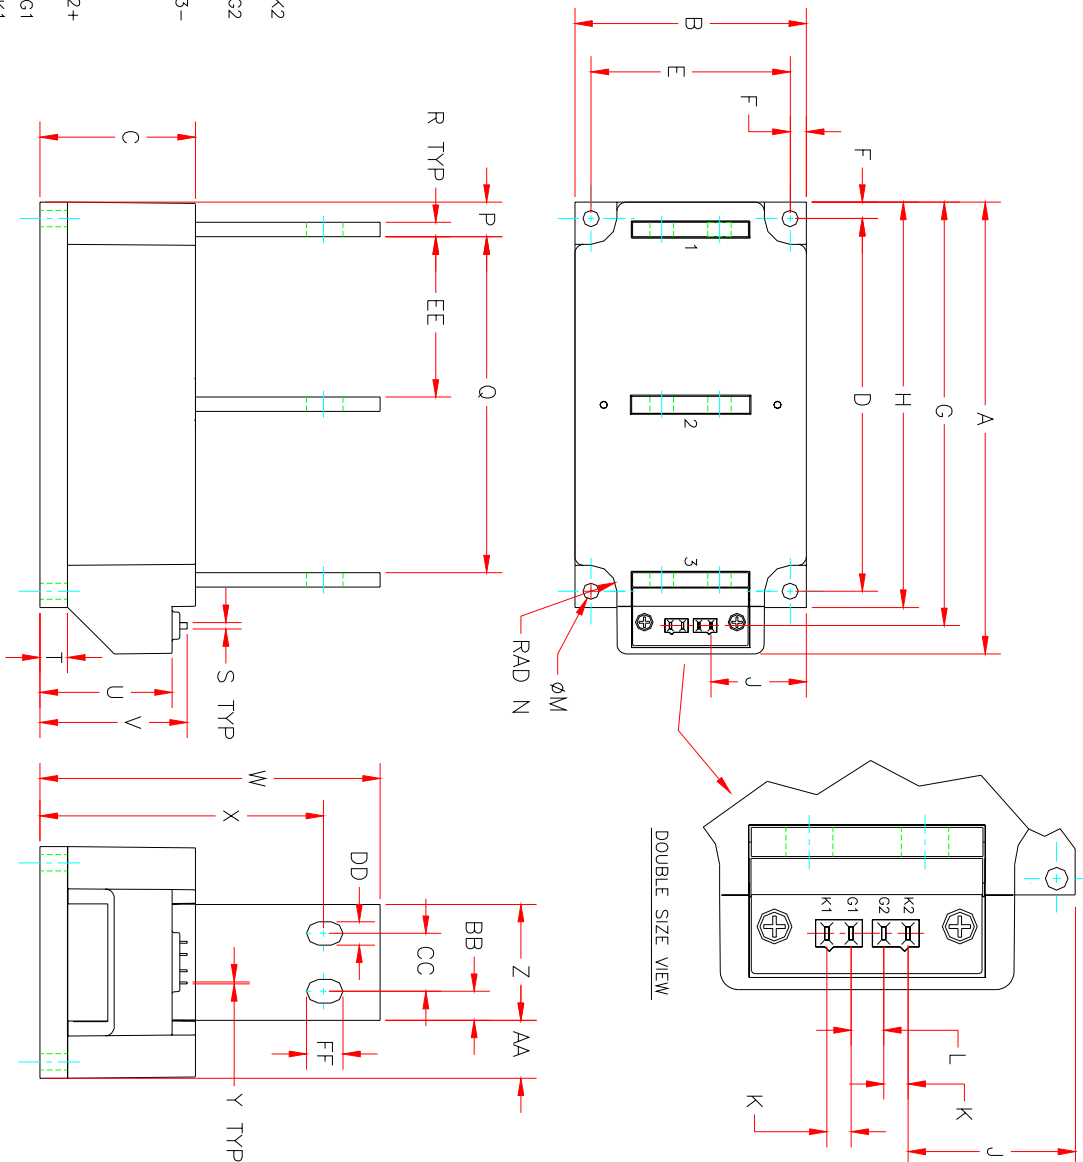 K2
G2
3-
2+
G1
K1
B
E
F
F
A
G
H
D
J
1
2
3
ØM
RAD N
C
R TYP
P
EE
Q
S TYP
T
U
V
W
X
DD
BB
CC
Z
AA
FF
Y TYP
DOUBLE SIZE VIEW
K1
G1
G2
K2
L
K
K
J